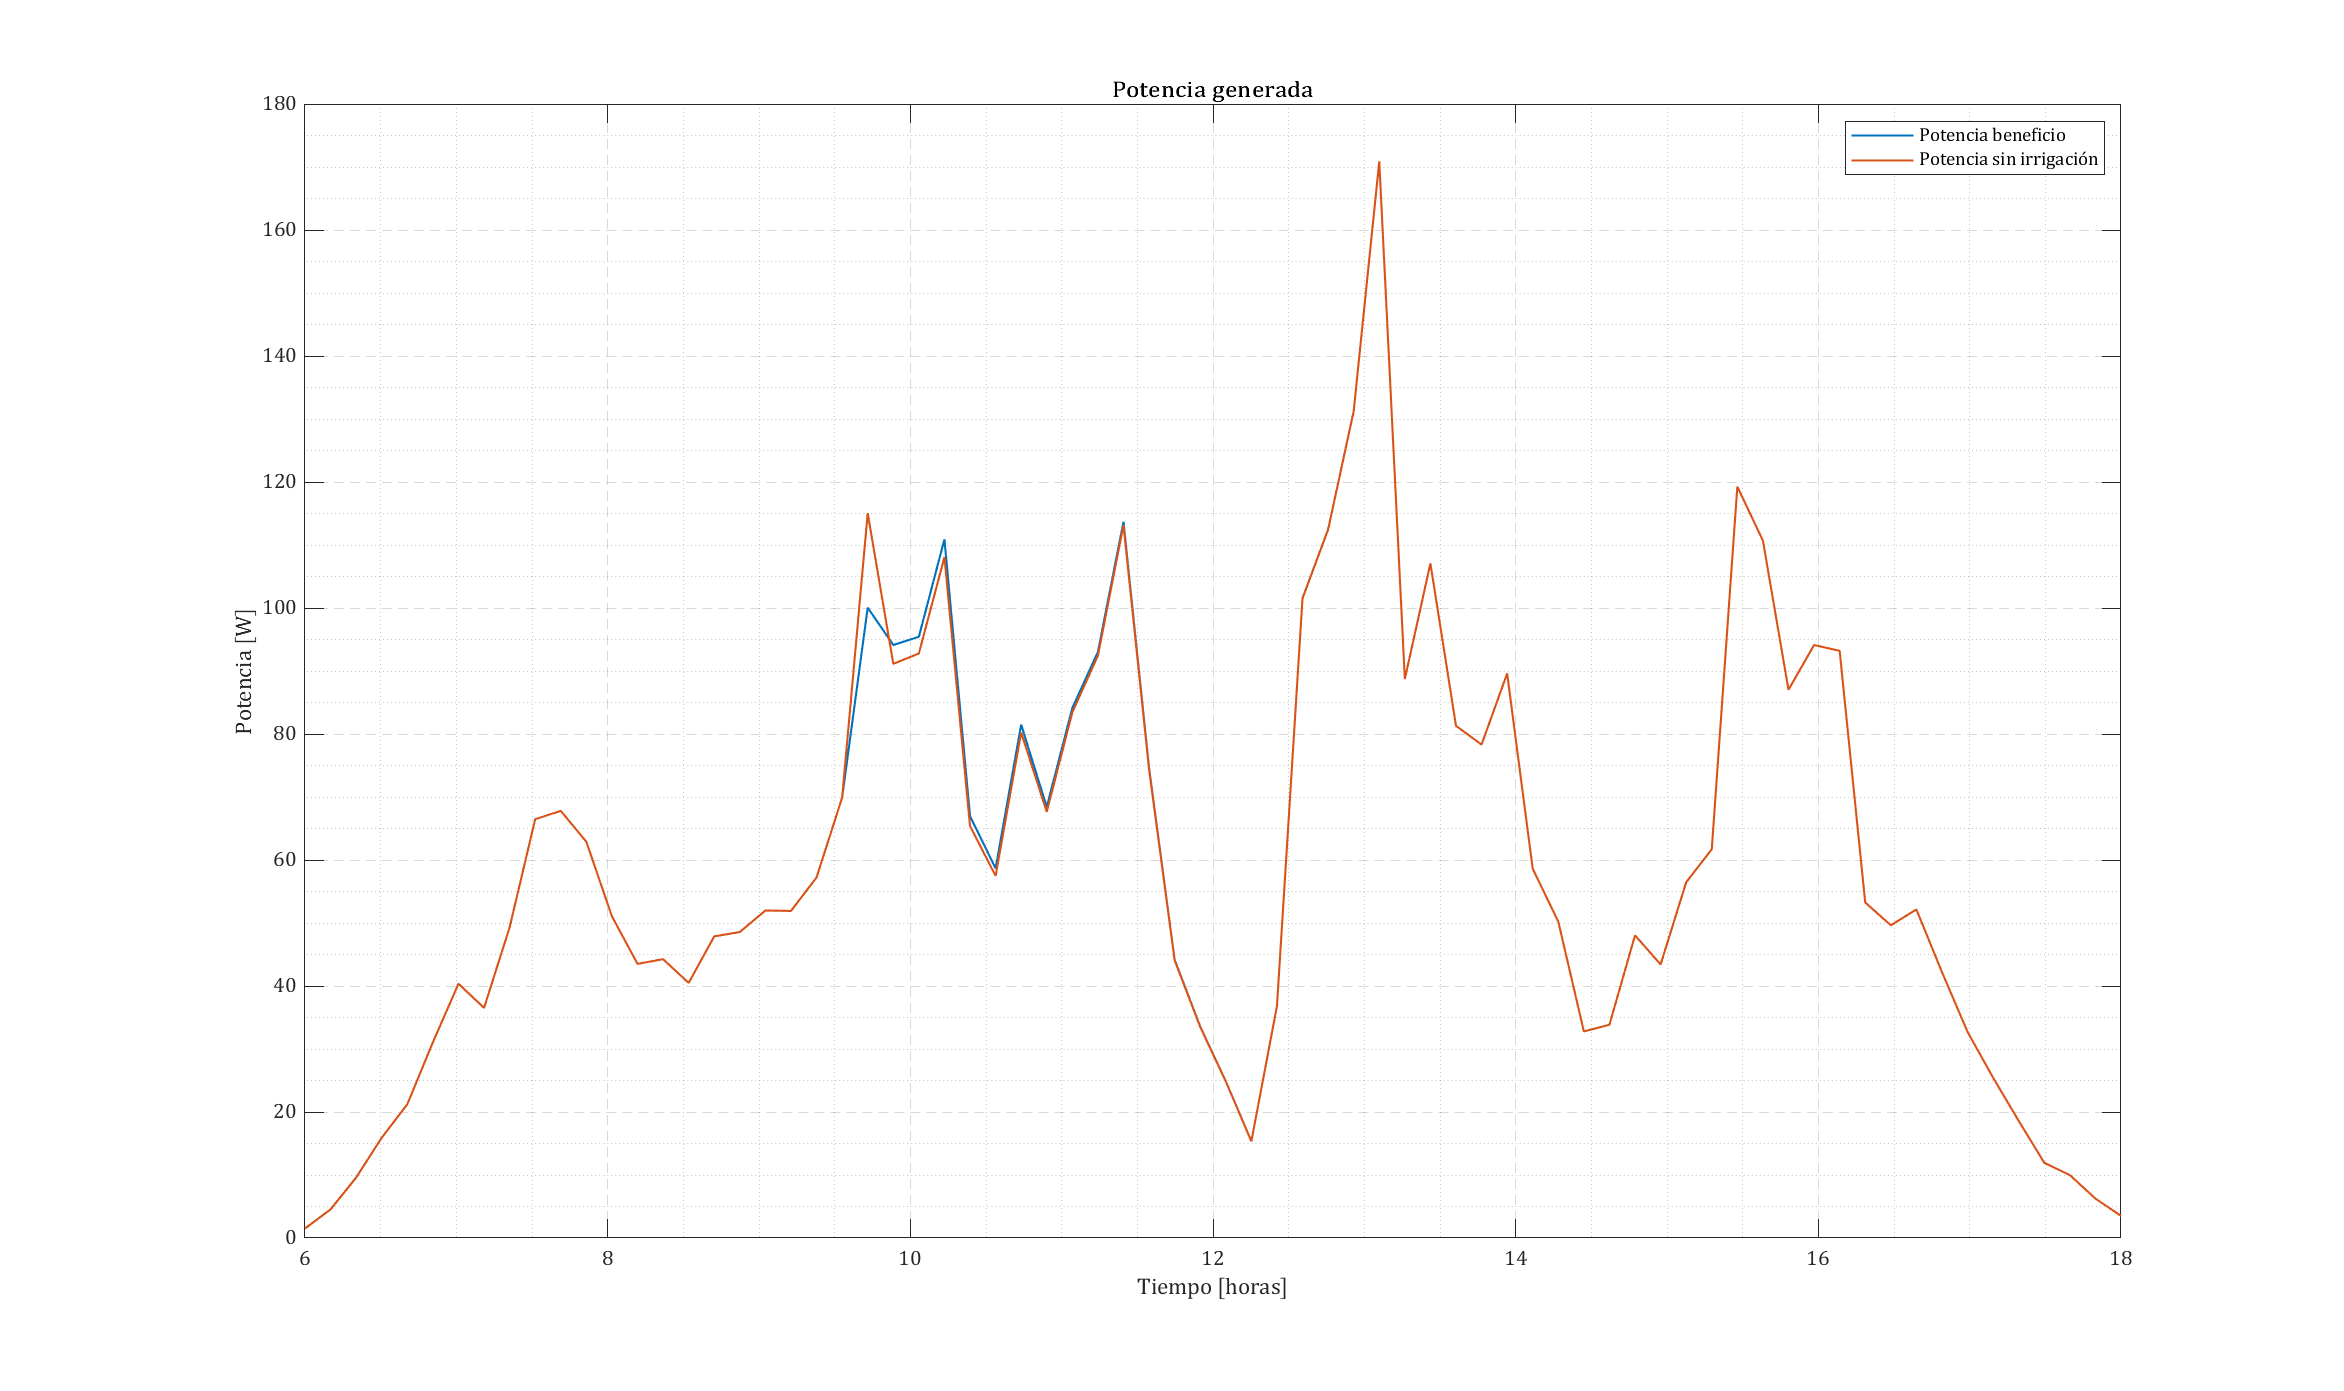 Potencia generada
180
160
140
120
100
80
60
40
20
0
Potencia [W]
Potencia beneficio
Potencia sin irrigación
6 8 10 12 14 16 18
Tiempo [horas]